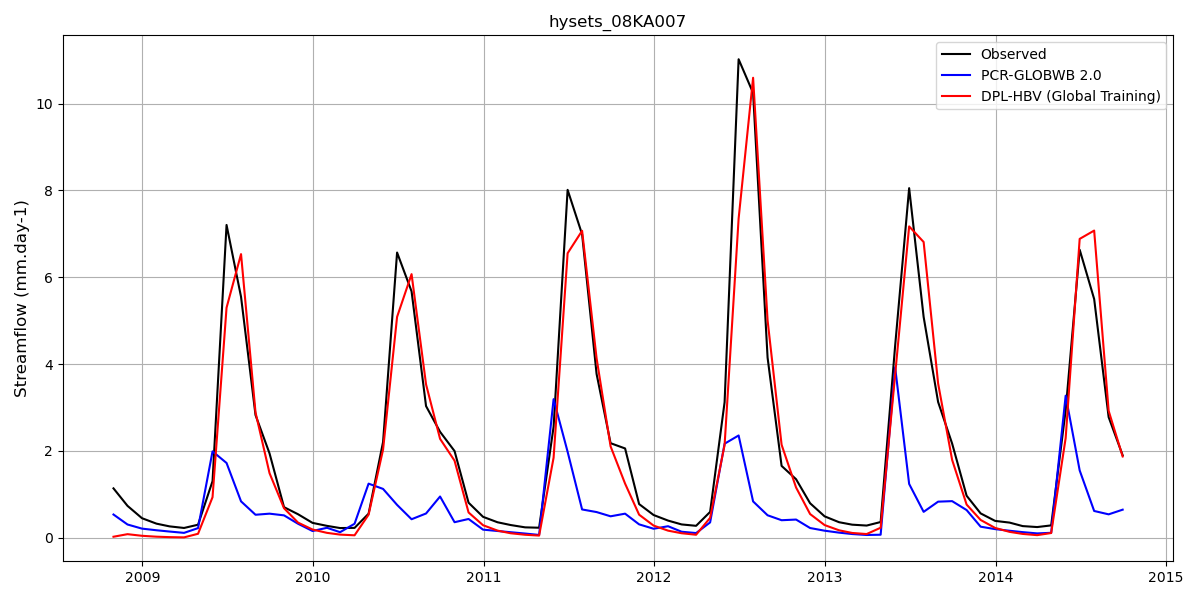 hysets_08KA007
Observed
PCR-GLOBWB 2.0
DPL-HBV (Global Training)
Streamflow (mm.day-1)
10
8
6
4
2
0
2009 2010 2011 2012 2013 2014 2015